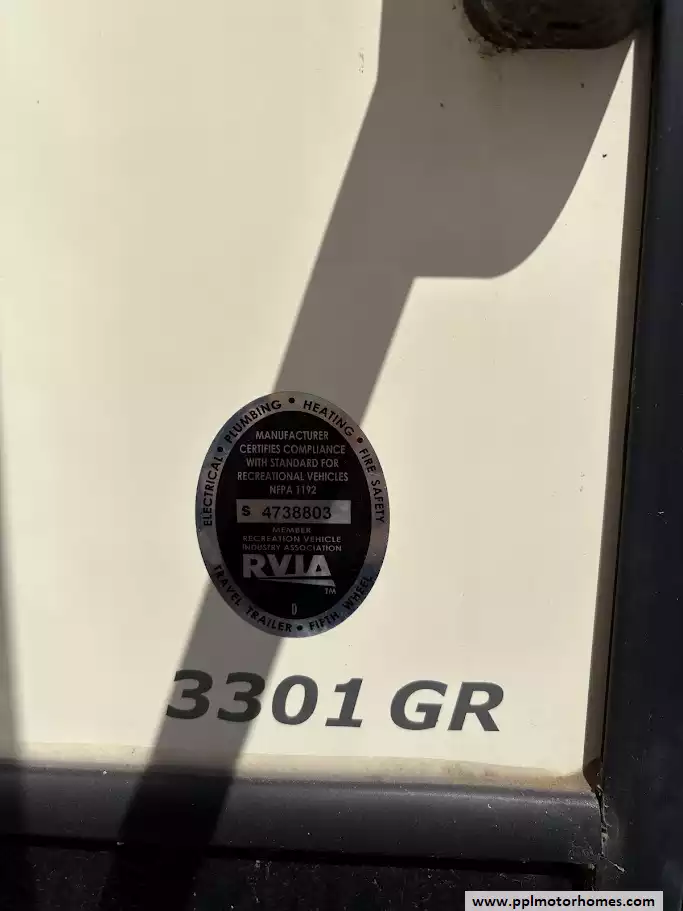 ELECTRICAL • PLUMBING • HEATING • FIRE SAFETY
MANUFACTURER
CERTIFIES COMPLIANCE
WITH STANDARD FOR
RECREATIONAL VEHICLES
NFPA 1192
S 4738803
MEMBER
RECREATION VEHICLE
INDUSTRY ASSOCIATION
RVIA
TM
D
TRAVEL TRAILER • FIFTH WHEEL
3301 GR
www.pplmotorhomes.com